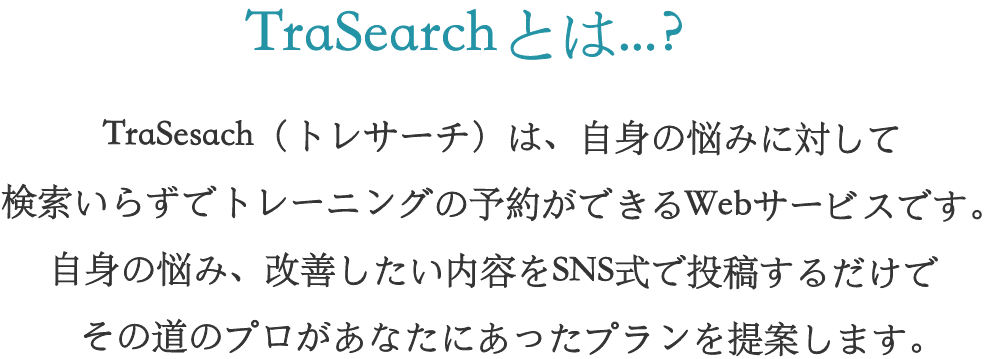 TraSearchとは...?
TraSesach（トレサーチ）は、自身の悩みに対して
検索いらずでトレーニングの予約ができるWebサービスです。
自身の悩み、改善したい内容をSNS式で投稿するだけで
その道のプロがあなたにあったプランを提案します。